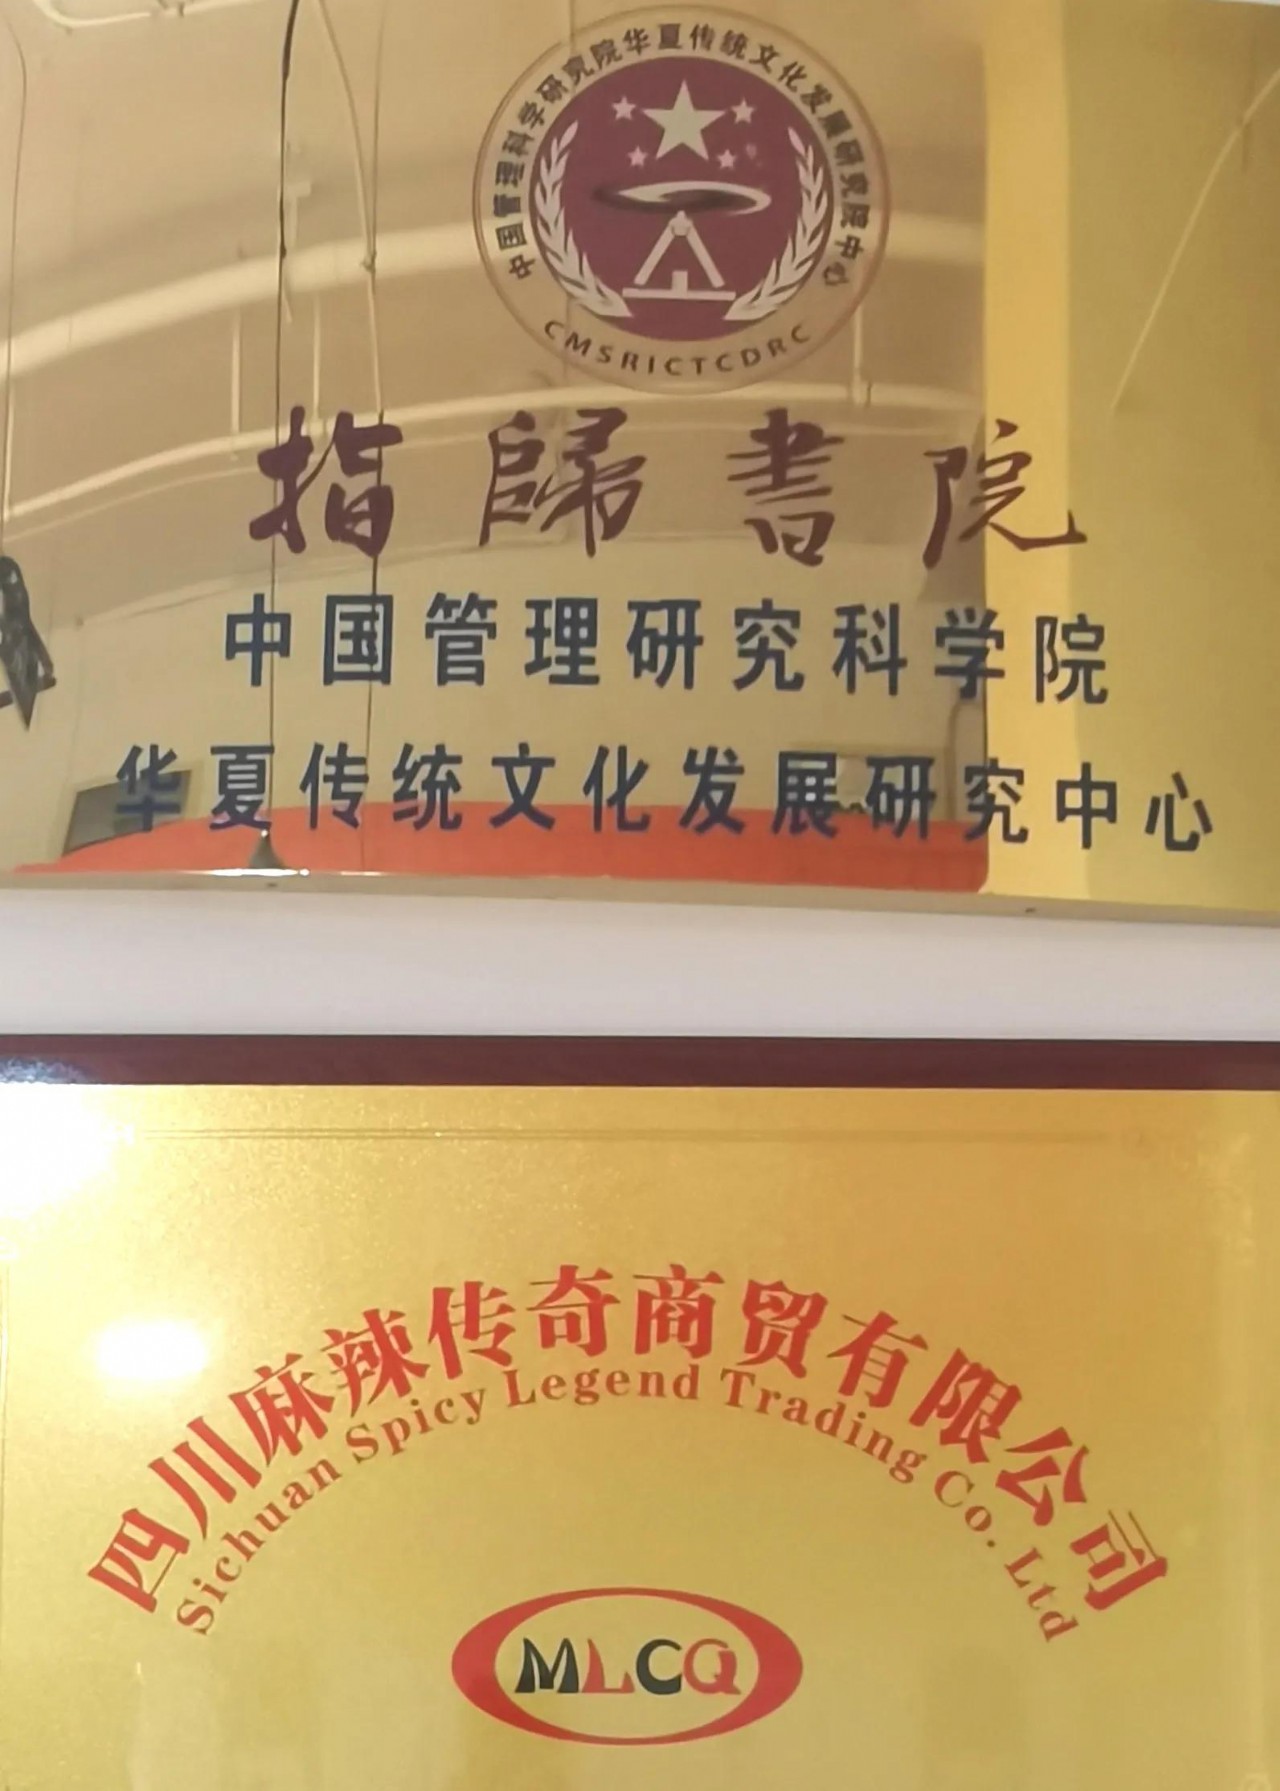 中国管理科学研究院华夏传统文化发展研究院中心
CMSRICTCDRC
指歸書院
中国管理研究科学院
华夏传统文化发展研究中心
四川麻辣传奇商贸有限公司
Sichuan Spicy Legend Trading Co. Ltd
MLCQ